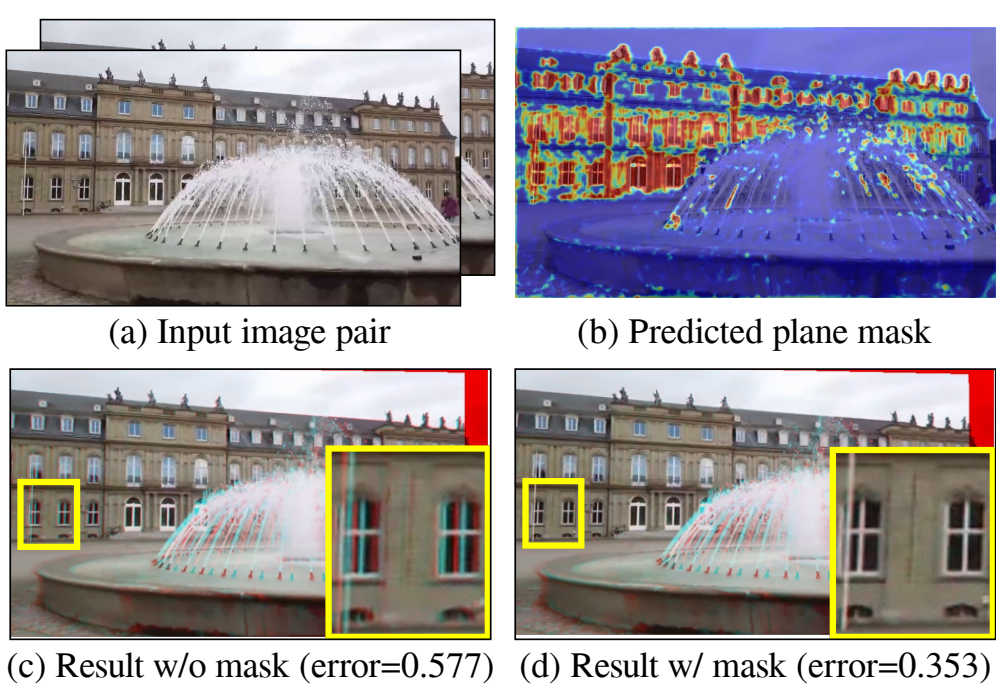 (a) Input image pair
(b) Predicted plane mask
(c) Result w/o mask (error=0.577)
(d) Result w/ mask (error=0.353)